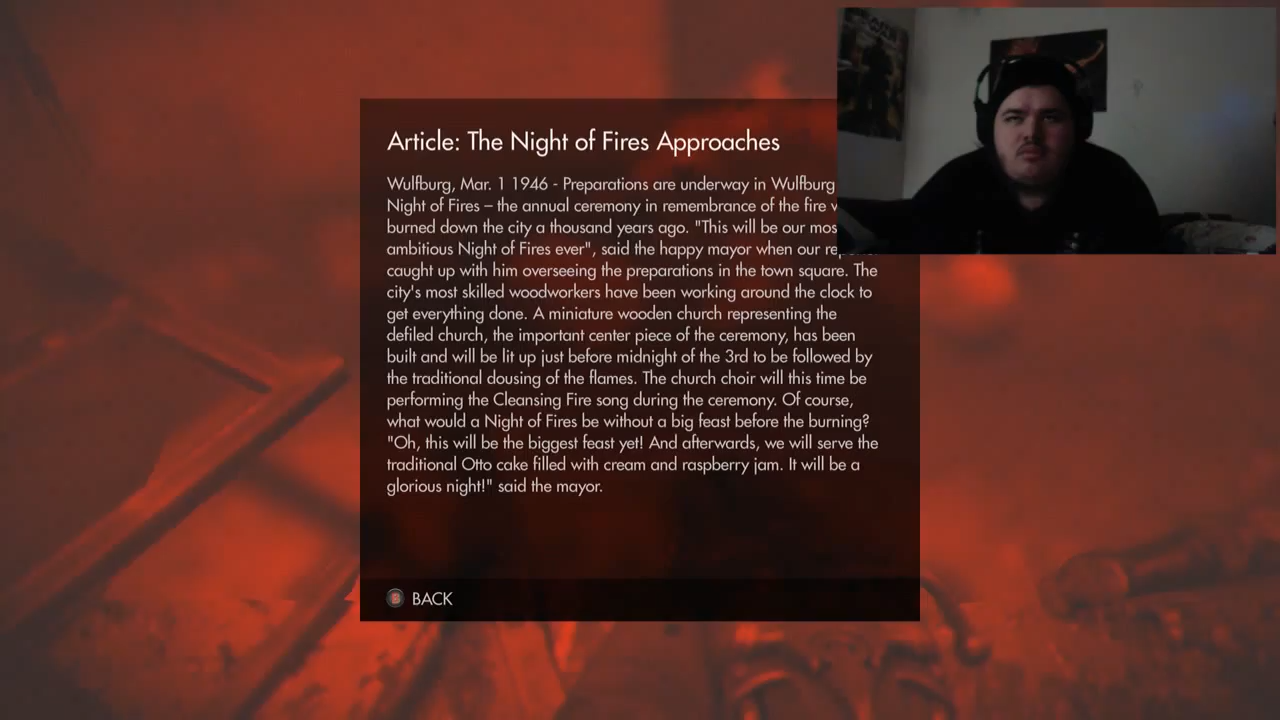 Article: The Night of Fires Approaches
Wulfburg, Mar. 1 1946 - Preparations are underway in Wulfburg
Night of Fires – the annual ceremony in remembrance of the fire
burned down the city a thousand years ago. "This will be our
ambitious Night of Fires ever", said the happy mayor when our
caught up with him overseeing the preparations in the town square. The
city's most skilled woodworkers have been working around the clock to
get everything done. A miniature wooden church representing the
defiled church, the important center piece of the ceremony, has been
built and will be lit up just before midnight of the 3rd to be followed by
the traditional dousing of the flames. The church choir will this time be
performing the Cleansing Fire song during the ceremony. Of course,
what would a Night of Fires be without a big feast before the burning?
"Oh, this will be the biggest feast yet! And afterwards, we will serve the
traditional Otto cake filled with cream and raspberry jam. It will be a
glorious night!" said the mayor.
B BACK